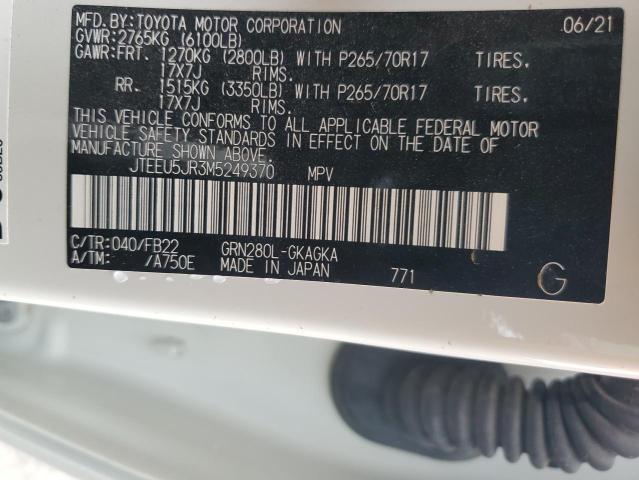 MFD.BY:TOYOTA MOTOR CORPORATION 06/21
GVWR:2765KG (6100LB)
GAWR:FRT. 1270KG (2800LB) WITH P265/70R17 TIRES.
17X7J RIMS.
RR. 1515KG (3350LB) WITH P265/70R17 TIRES.
17X7J RIMS.
THIS VEHICLE CONFORMS TO ALL APPLICABLE FEDERAL MOTOR
VEHICLE SAFETY STANDARDS IN EFFECT ON THE DATE OF
MANUFACTURE SHOWN ABOVE.
JTEEU5JR3M5249370 MPV
C/TR:040/FB22 GRN280L-GKAGKA
A/TM: /A750E MADE IN JAPAN 771 G